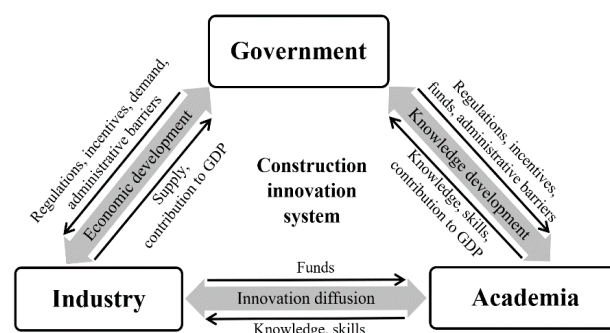 Government
Regulations, incentives, demand,
administrative barriers
Economic development
Supply,
contribution to GDP
Construction
innovation
system
Regulations, incentives,
funds, administrative barriers
Knowledge development
Knowledge, skills,
contribution to GDP
Industry
Funds
Innovation diffusion
Knowledge, skills
Academia